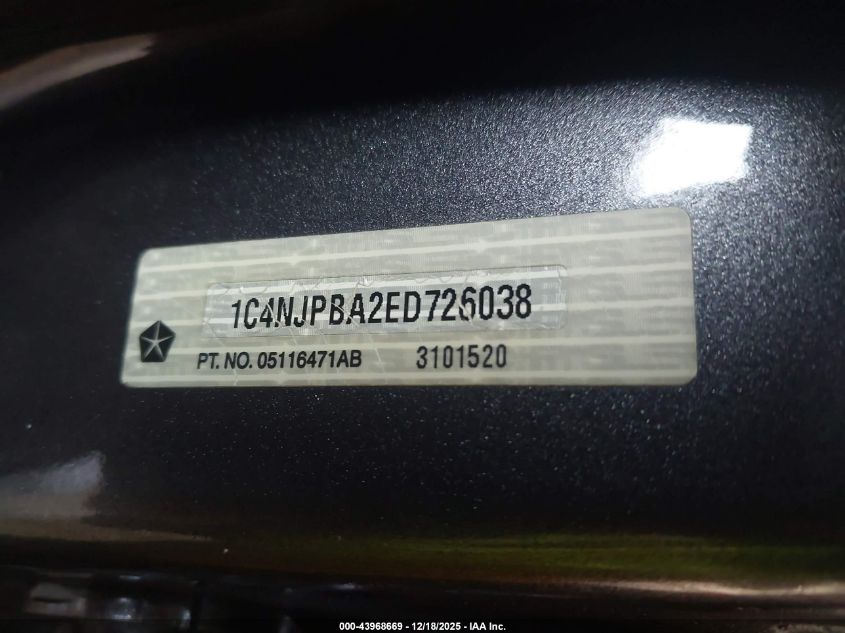 1C4NJPBA2ED726038
PT. NO. 05116471AB 3101520
000-43968669 - 12/18/2025 - IAA Inc.